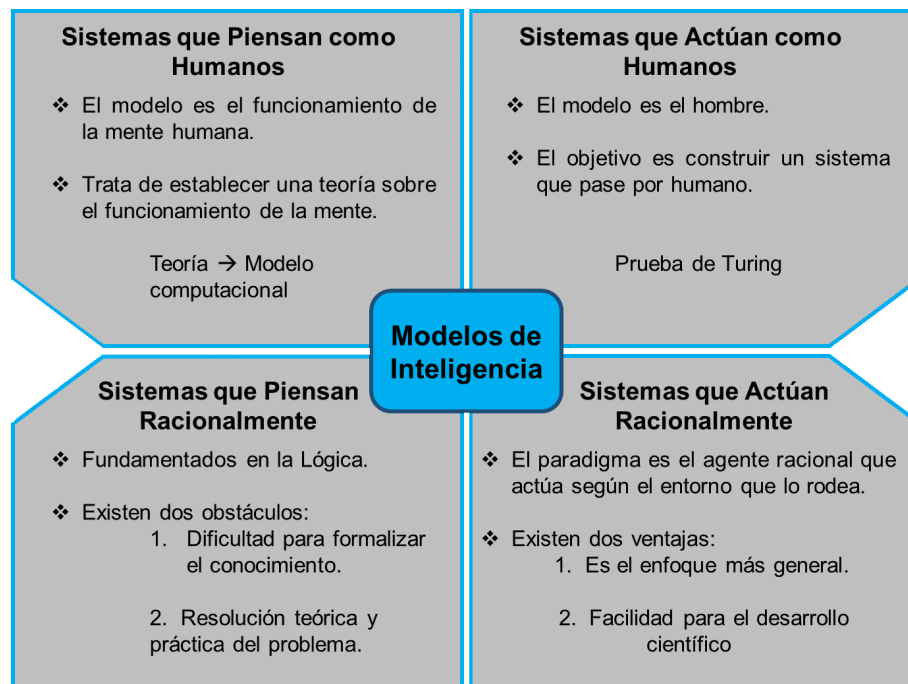 Sistemas que Piensan como
Humanos
❖ El modelo es el funcionamiento de
la mente humana.
❖ Trata de establecer una teoría sobre
el funcionamiento de la mente.
Teoría → Modelo
computacional
Sistemas que Actúan como
Humanos
❖ El modelo es el hombre.
❖ El objetivo es construir un sistema
que pase por humano.
Prueba de Turing
Modelos de
Inteligencia
Sistemas que Piensan
Racionalmente
❖ Fundamentados en la Lógica.
❖ Existen dos obstáculos:
1. Dificultad para formalizar
el conocimiento.
2. Resolución teórica y
práctica del problema.
Sistemas que Actúan
Racionalmente
❖ El paradigma es el agente racional que
actúa según el entorno que lo rodea.
❖ Existen dos ventajas:
1. Es el enfoque más general.
2. Facilidad para el desarrollo
científico